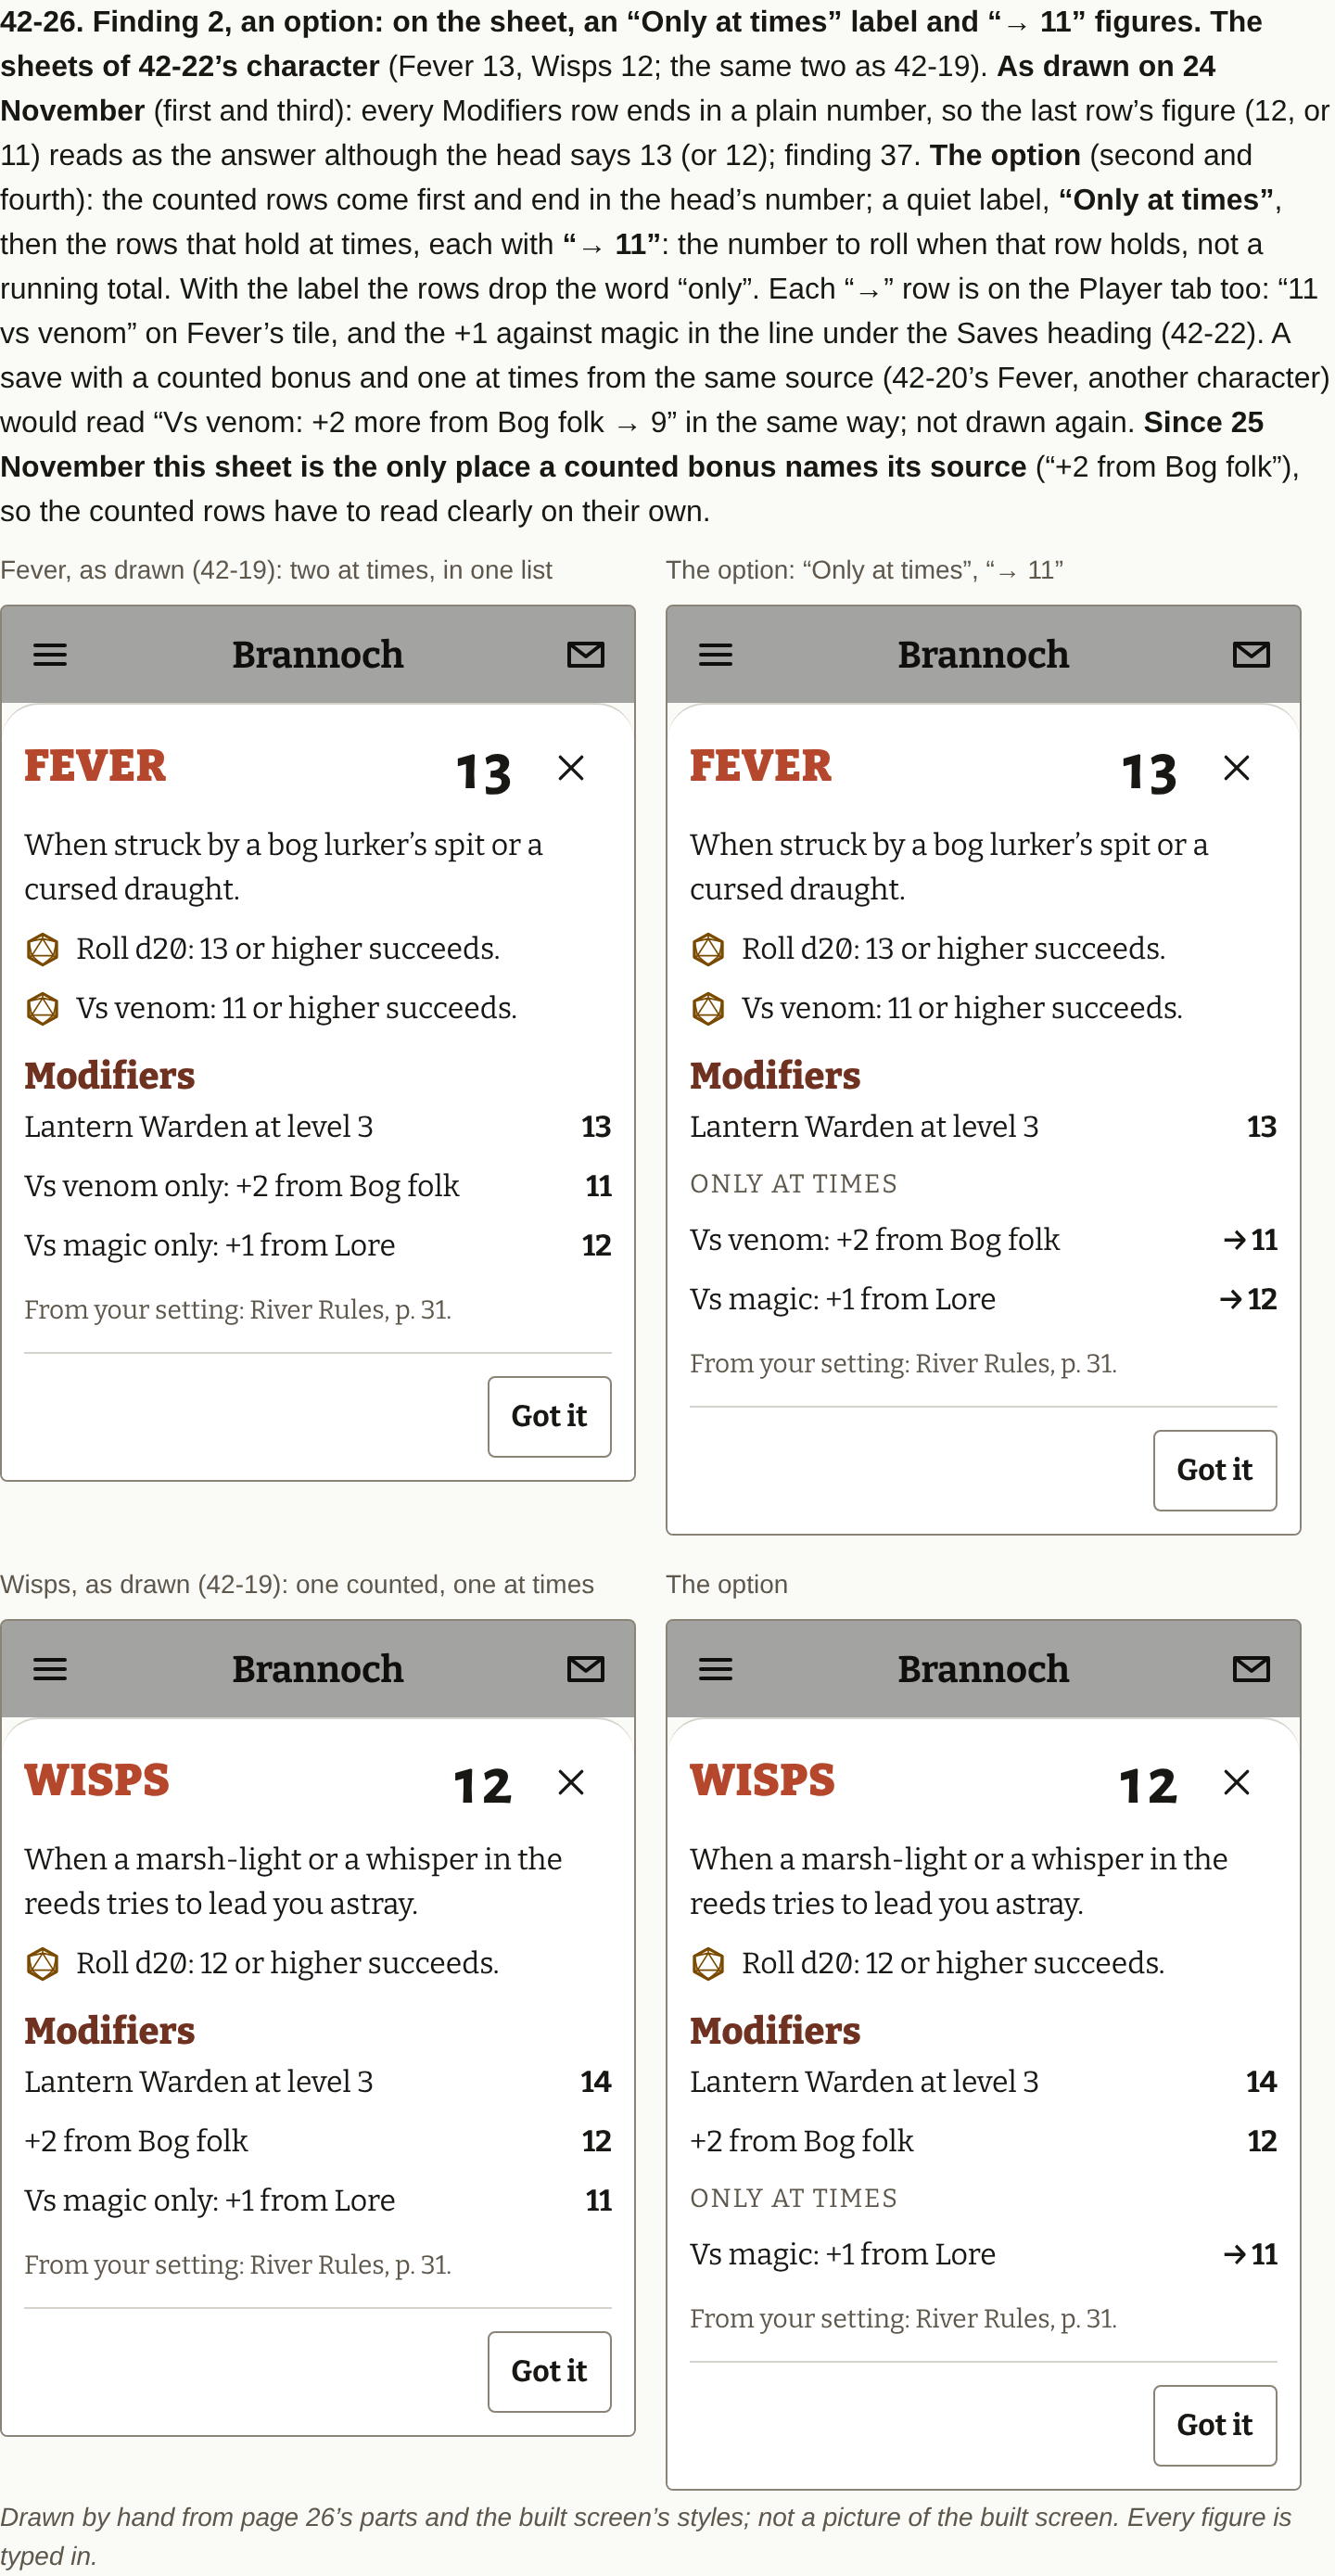 42-26. Finding 2, an option: on the sheet, an “Only at times” label and “→ 11” figures. The
sheets of 42-22’s character (Fever 13, Wisps 12; the same two as 42-19). As drawn on 24
November (first and third): every Modifiers row ends in a plain number, so the last row’s figure (12, or
11) reads as the answer although the head says 13 (or 12); finding 37. The option (second and
fourth): the counted rows come first and end in the head’s number; a quiet label, “Only at times”,
then the rows that hold at times, each with “→ 11”: the number to roll when that row holds, not a
running total. With the label the rows drop the word “only”. Each “→” row is on the Player tab too: “11
vs venom” on Fever’s tile, and the +1 against magic in the line under the Saves heading (42-22). A
save with a counted bonus and one at times from the same source (42-20’s Fever, another character)
would read “Vs venom: +2 more from Bog folk → 9” in the same way; not drawn again. Since 25
November this sheet is the only place a counted bonus names its source (“+2 from Bog folk”),
so the counted rows have to read clearly on their own.
Fever, as drawn (42-19): two at times, in one list
Brannoch
FEVER 13
When struck by a bog lurker’s spit or a
cursed draught.
Roll d20: 13 or higher succeeds.
Vs venom: 11 or higher succeeds.
Modifiers
Lantern Warden at level 3 13
Vs venom only: +2 from Bog folk 11
Vs magic only: +1 from Lore 12
From your setting: River Rules, p. 31.
Got it
The option: “Only at times”, “→ 11”
Brannoch
FEVER 13
When struck by a bog lurker’s spit or a
cursed draught.
Roll d20: 13 or higher succeeds.
Vs venom: 11 or higher succeeds.
Modifiers
Lantern Warden at level 3 13
ONLY AT TIMES
Vs venom: +2 from Bog folk → 11
Vs magic: +1 from Lore → 12
From your setting: River Rules, p. 31.
Got it
Wisps, as drawn (42-19): one counted, one at times
Brannoch
WISPS 12
When a marsh-light or a whisper in the
reeds tries to lead you astray.
Roll d20: 12 or higher succeeds.
Modifiers
Lantern Warden at level 3 14
+2 from Bog folk 12
Vs magic only: +1 from Lore 11
From your setting: River Rules, p. 31.
Got it
The option
Brannoch
WISPS 12
When a marsh-light or a whisper in the
reeds tries to lead you astray.
Roll d20: 12 or higher succeeds.
Modifiers
Lantern Warden at level 3 14
+2 from Bog folk 12
ONLY AT TIMES
Vs magic: +1 from Lore → 11
From your setting: River Rules, p. 31.
Got it
Drawn by hand from page 26’s parts and the built screen’s styles; not a picture of the built screen. Every figure is
typed in.